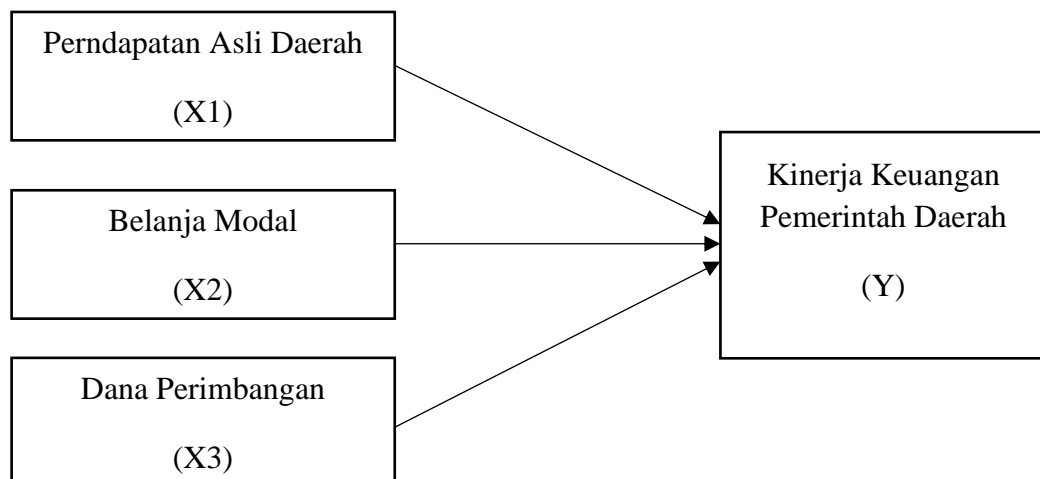 Perndapatan Asli Daerah
(X1)
Belanja Modal
(X2)
Dana Perimbangan
(X3)
Kinerja Keuangan
Pemerintah Daerah
(Y)